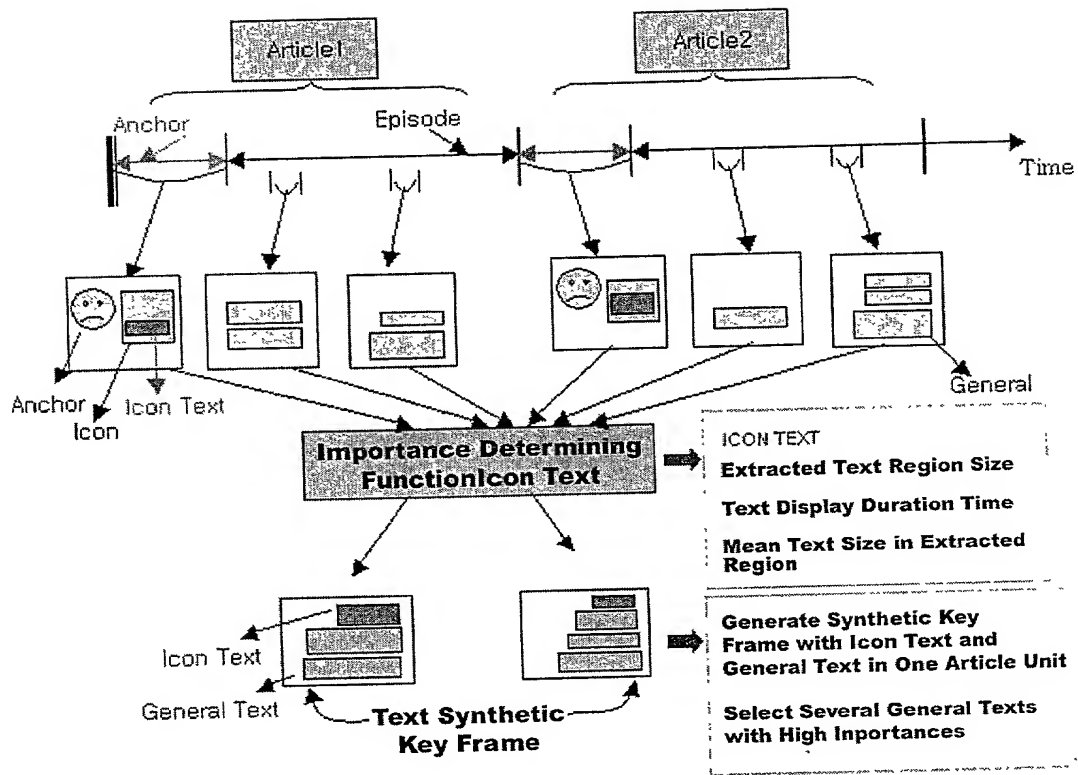 Article1
Article2
Anchor
Episode
Time
Anchor
Icon Text
Icon
General
Importance Determining
FunctionIcon Text
ICON TEXT
Extracted Text Region Size
Text Display Duration Time
Mean Text Size in Extracted
Region
Icon Text
General Text
Text Synthetic
Key Frame
Generate Synthetic Key
Frame with Icon Text and
General Text in One Article Unit
Select Several General Texts
with High Inportances